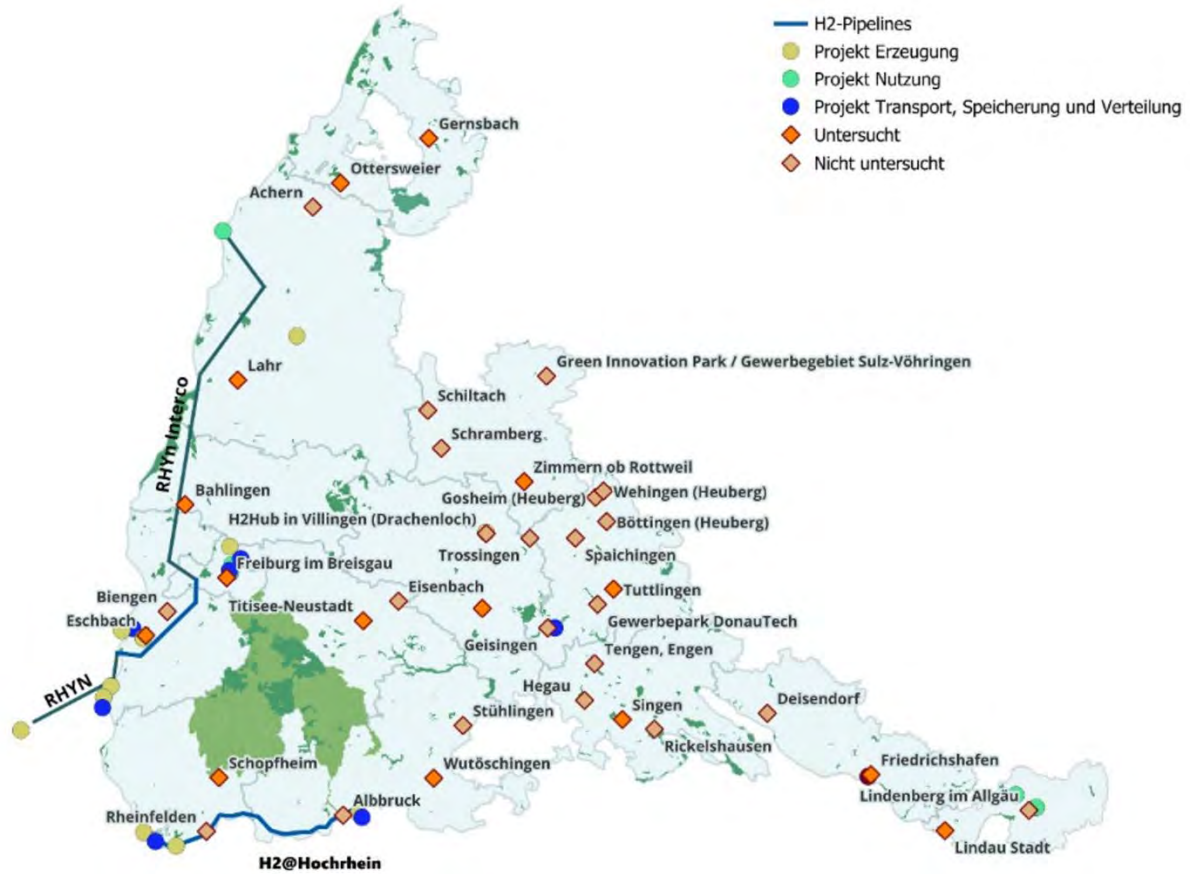 H2-Pipelines
Projekt Erzeugung
Projekt Nutzung
Projekt Transport, Speicherung und Verteilung
Untersucht
Nicht untersucht
Gernsbach
Ottersweier
Achern
Lahr
Green Innovation Park / Gewerbegebiet Sulz-Vöhringen
RHYn Interco
Schiltach
Schramberg
Zimmern ob Rottweil
Bahlingen
Gosheim (Heuberg)
Wehingen (Heuberg)
H2Hub in Villingen (Drachenloch)
Böttingen (Heuberg)
Trossingen
Spaichingen
Freiburg im Breisgau
Biengen
Eisenbach
Tuttlingen
Titisee-Neustadt
Eschbach
Gewerbepark DonauTech
Geisingen
Tengen, Engen
RHYN
Hegau
Deisendorf
Singen
Stühlingen
Rickelshausen
Schopfheim
Wutöschingen
Friedrichshafen
Lindenberg im Allgäu
Albbruck
Rheinfelden
Lindau Stadt
H2@Hochrhein